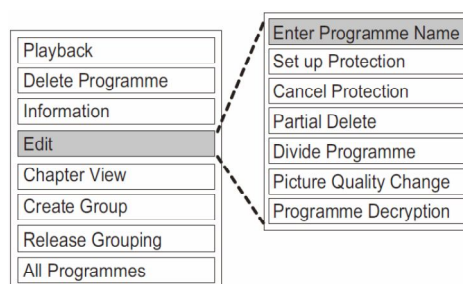 Playback
Delete Programme
Information
Edit
Chapter View
Create Group
Release Grouping
All Programmes
Enter Programme Name
Set up Protection
Cancel Protection
Partial Delete
Divide Programme
Picture Quality Change
Programme Decryption